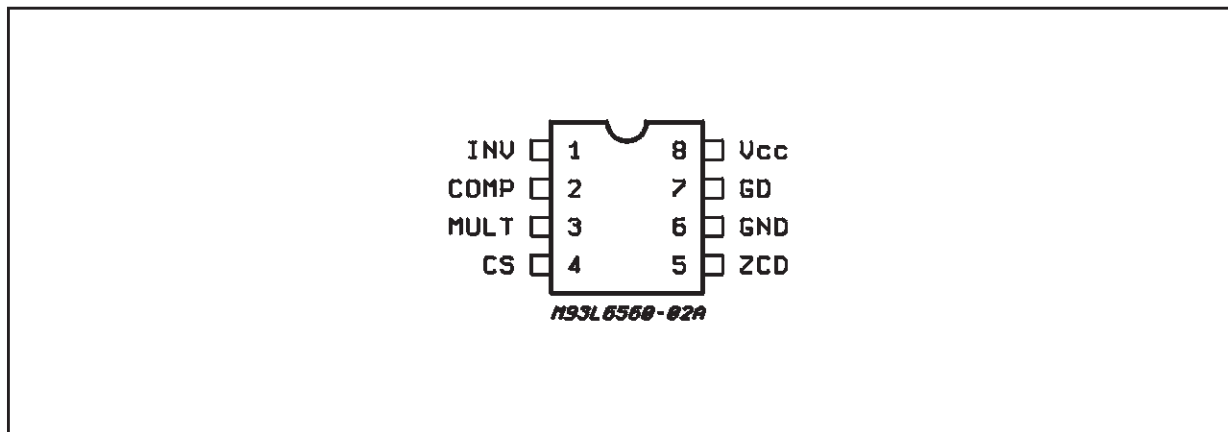 INV 1 8 Vcc
COMP 2 7 GD
MULT 3 6 GND
CS 4 5 ZCD
M93L6560-02A